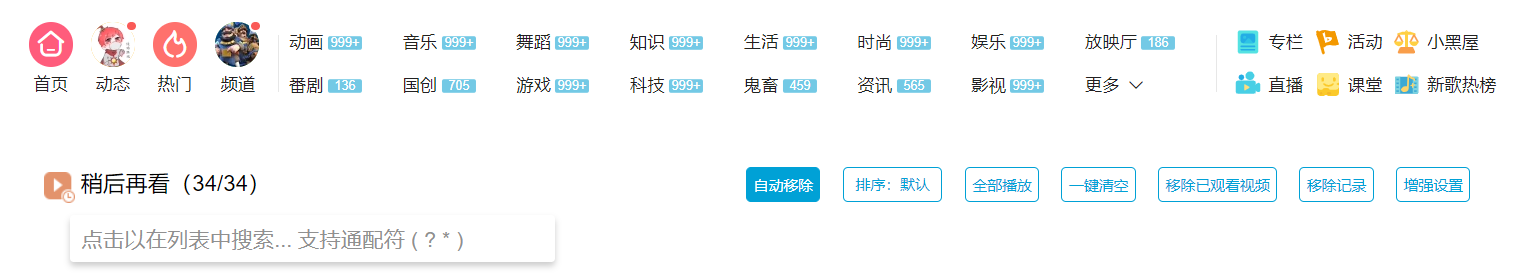 动画 999+ 音乐 999+ 舞蹈 999+ 知识 999+ 生活 999+ 时尚 999+ 娱乐 999+ 放映厅 186 专栏 活动 小黑屋
首页 动态 热门 频道 番剧 136 国创 705 游戏 999+ 科技 999+ 鬼畜 459 资讯 565 影视 999+ 更多 直播 课堂 新歌热榜
稍后再看（34/34） 自动移除 排序：默认 全部播放 一键清空 移除已观看视频 移除记录 增强设置
点击以在列表中搜索... 支持通配符 ( ? * )